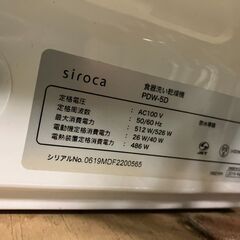 siroca
食器洗い乾燥機
PDW-5D
定格電圧：AC100 V
定格周波数：50/60 Hz
最大消費電力：512 W/526 W
電動機定格消費電力：26 W/40 W
電熱装置定格消費電力：486 W
シリアルNo. 0619MDF2200565